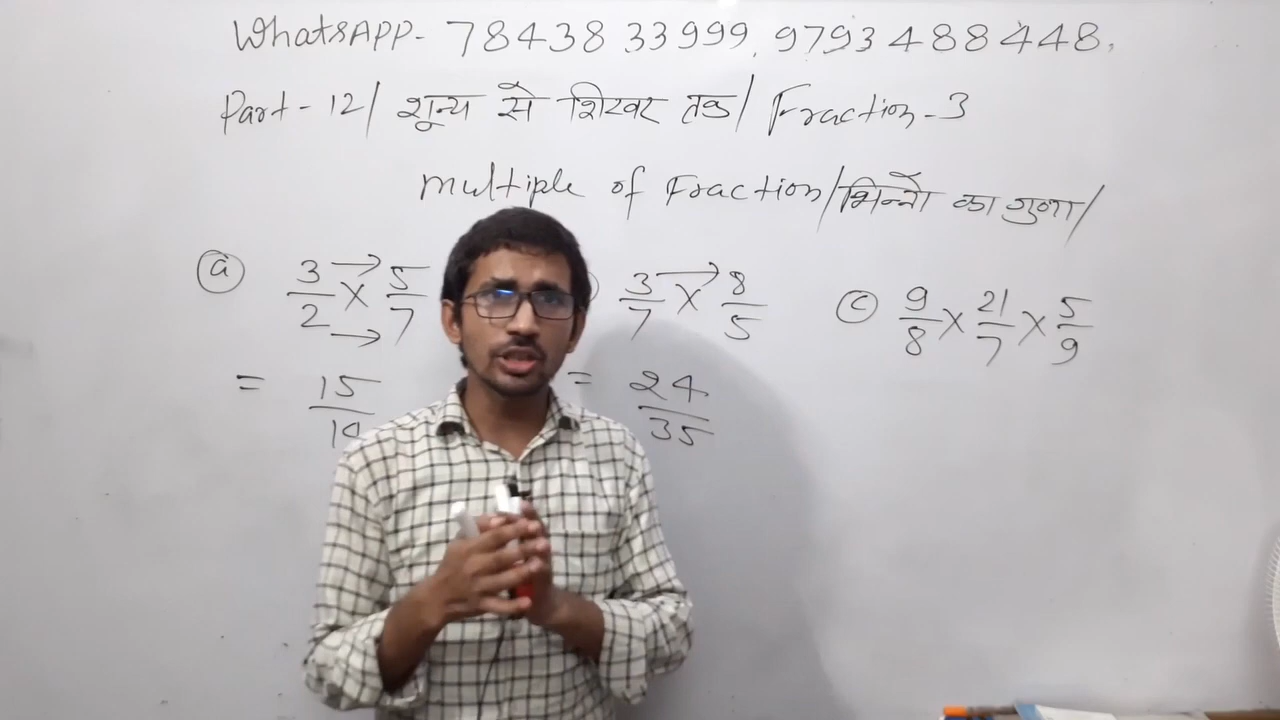 WhatsAPP- 78438 33999, 9793488448,
Part-12/ शून्य से शिखर तक/ Fraction-3
multiple of Fraction/भिन्नों का गुणा/
(a) 3/2 × 5/7 3/7 × 8/5 (c) 9/8 × 21/7 × 5/9
= 15/14 = 24/35